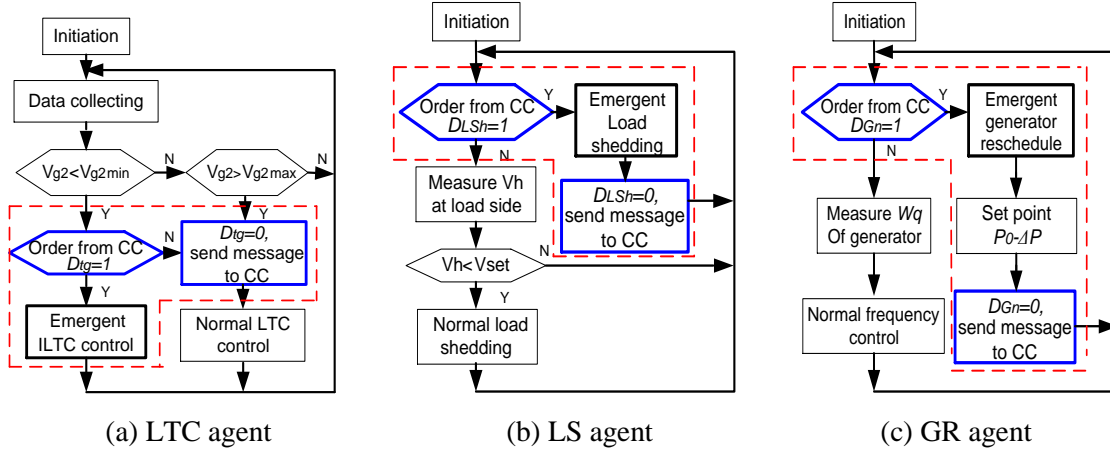 Initiation
Data collecting
Vg2<Vg2min
N
Vg2>Vg2max
N
Y
Y
Order from CC
Dtg=1
N
Dtg=0,
send message
to CC
Y
Emergent
ILTC control
Normal LTC
control
(a) LTC agent
Initiation
Order from CC
DLSh=1
Y
Emergent
Load
shedding
N
Measure Vh
at load side
DLSh=0,
send message
to CC
Vh<Vset
N
Y
Normal load
shedding
(b) LS agent
Initiation
Order from CC
DGn=1
Y
Emergent
generator
reschedule
N
Measure Wq
Of generator
Set point
P0-ΔP
Normal frequency
control
DGn=0,
send message
to CC
(c) GR agent